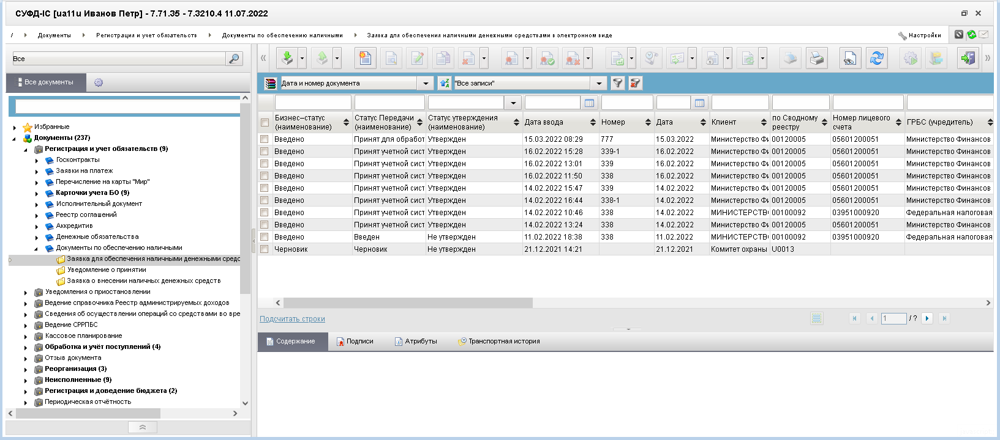 СУФД-IC [ua11u Иванов Петр] - 7.71.35 - 7.3210.4 11.07.2022
/ Документы Регистрация и учет обязательств Документы по обеспечению наличными Заявка для обеспечения наличными денежными средствами в электронном виде Настройки
Все
Все документы
Дата и номер документа "Все записи"
Избранные
Документы (237)
Регистрация и учет обязательств (9)
Госконтракты
Заявки на платеж
Перечисление на карты "Мир"
Карточки учета БО (9)
Исполнительный документ
Реестр соглашений
Аккредитив
Денежные обязательства
Документы по обеспечению наличными
Заявка для обеспечения наличными денежными средс
Уведомление о принятии
Заявка о внесении наличных денежных средств
Уведомления о приостановлении
Ведение справочника Реестр администрируемых доходов
Сведения об осуществлении операций со средствами во вре
Ведение СРРПБС
Кассовое планирование
Обработка и учёт поступлений (4)
Отзыв документа
Реорганизация (3)
Неисполненные (9)
Регистрация и доведение бюджета (2)
Периодическая отчётность
Бизнес–статус (наименование) Статус Передачи (наименование) Статус утверждения (наименование) Дата ввода Номер Дата Клиент по Сводному реестру Номер лицевого счета ГРБС (учредитель)
Введено Принят для обработ Утвержден 15.03.2022 08:29 777 15.03.2022 Министерство Фи 00120005 05601200051 Министерство Финансов
Введено Принят учетной сист Утвержден 16.02.2022 15:28 339-1 16.02.2022 Министерство Фи 00120005 05601200051 Министерство Финансов
Введено Принят учетной сист Утвержден 16.02.2022 13:01 339 16.02.2022 Министерство Фи 00120005 05601200051 Министерство Финансов
Введено Принят учетной сист Утвержден 16.02.2022 11:50 338 16.02.2022 Министерство Фи 00120005 05601200051 Министерство Финансов
Введено Принят учетной сист Утвержден 14.02.2022 15:47 339 14.02.2022 Министерство Фи 00120005 05601200051 Министерство Финансов
Введено Принят учетной сист Утвержден 14.02.2022 16:44 338-1 14.02.2022 Министерство Фи 00120005 05601200051 Министерство Финансов
Введено Принят учетной сист Утвержден 14.02.2022 10:46 338 14.02.2022 МИНИСТЕРСТВ 00100092 03951000920 Федеральная налоговая
Введено Принят учетной сист Утвержден 14.02.2022 13:24 338 14.02.2022 Министерство Фи 00120005 05601200051 Министерство Финансов
Введено Введен Не утвержден 11.02.2022 18:38 338 11.02.2022 МИНИСТЕРСТВ 00100092 03951000920 Федеральная налоговая
Черновик Черновик Не утвержден 21.12.2021 14:21 21.12.2021 Комитет охраны U0013
Подсчитать строки 1 / ?
Содержание Подписи Атрибуты Транспортная история